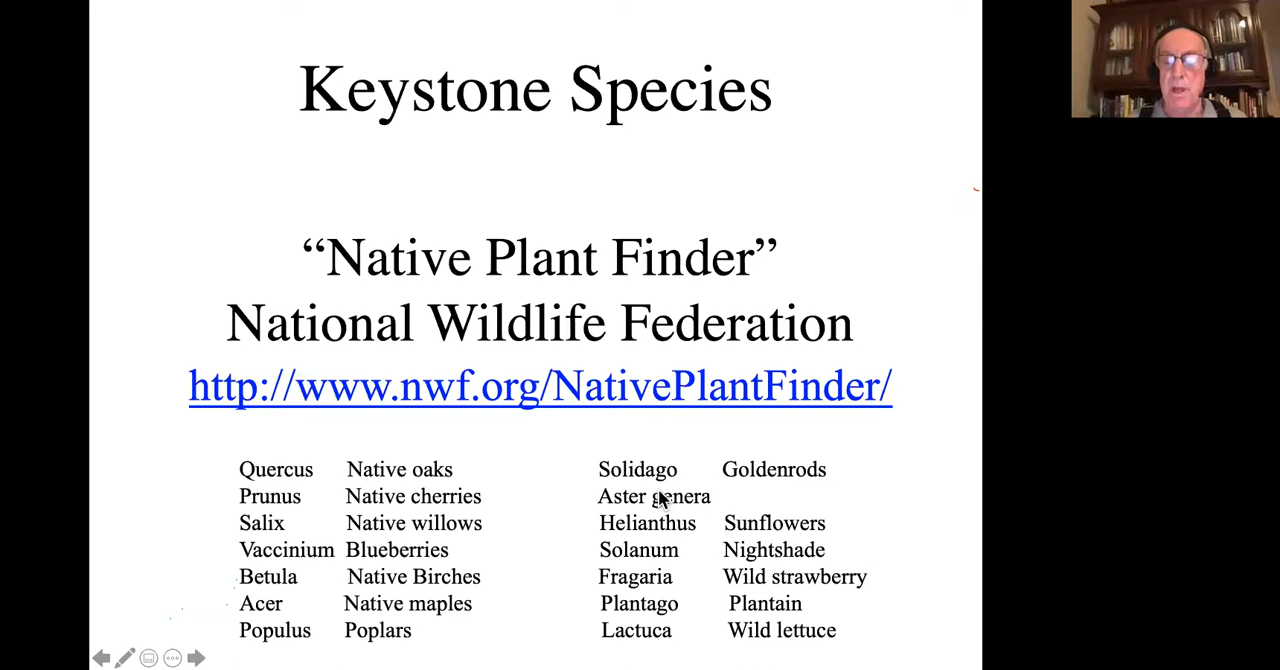 Keystone Species
“Native Plant Finder”
National Wildlife Federation
http://www.nwf.org/NativePlantFinder/
Quercus Native oaks
Prunus Native cherries
Salix Native willows
Vaccinium Blueberries
Betula Native Birches
Acer Native maples
Populus Poplars
Solidago Goldenrods
Aster genera
Helianthus Sunflowers
Solanum Nightshade
Fragaria Wild strawberry
Plantago Plantain
Lactuca Wild lettuce